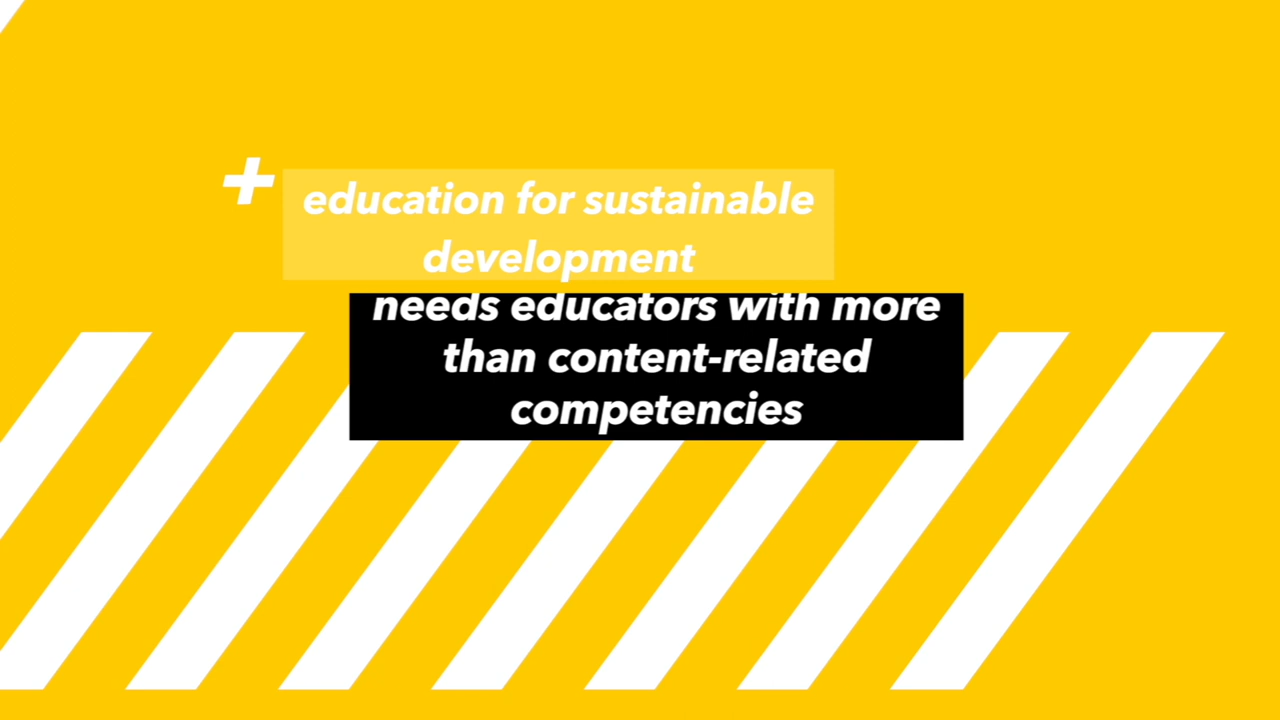 +
education for sustainable
development
needs educators with more
than content-related
competencies